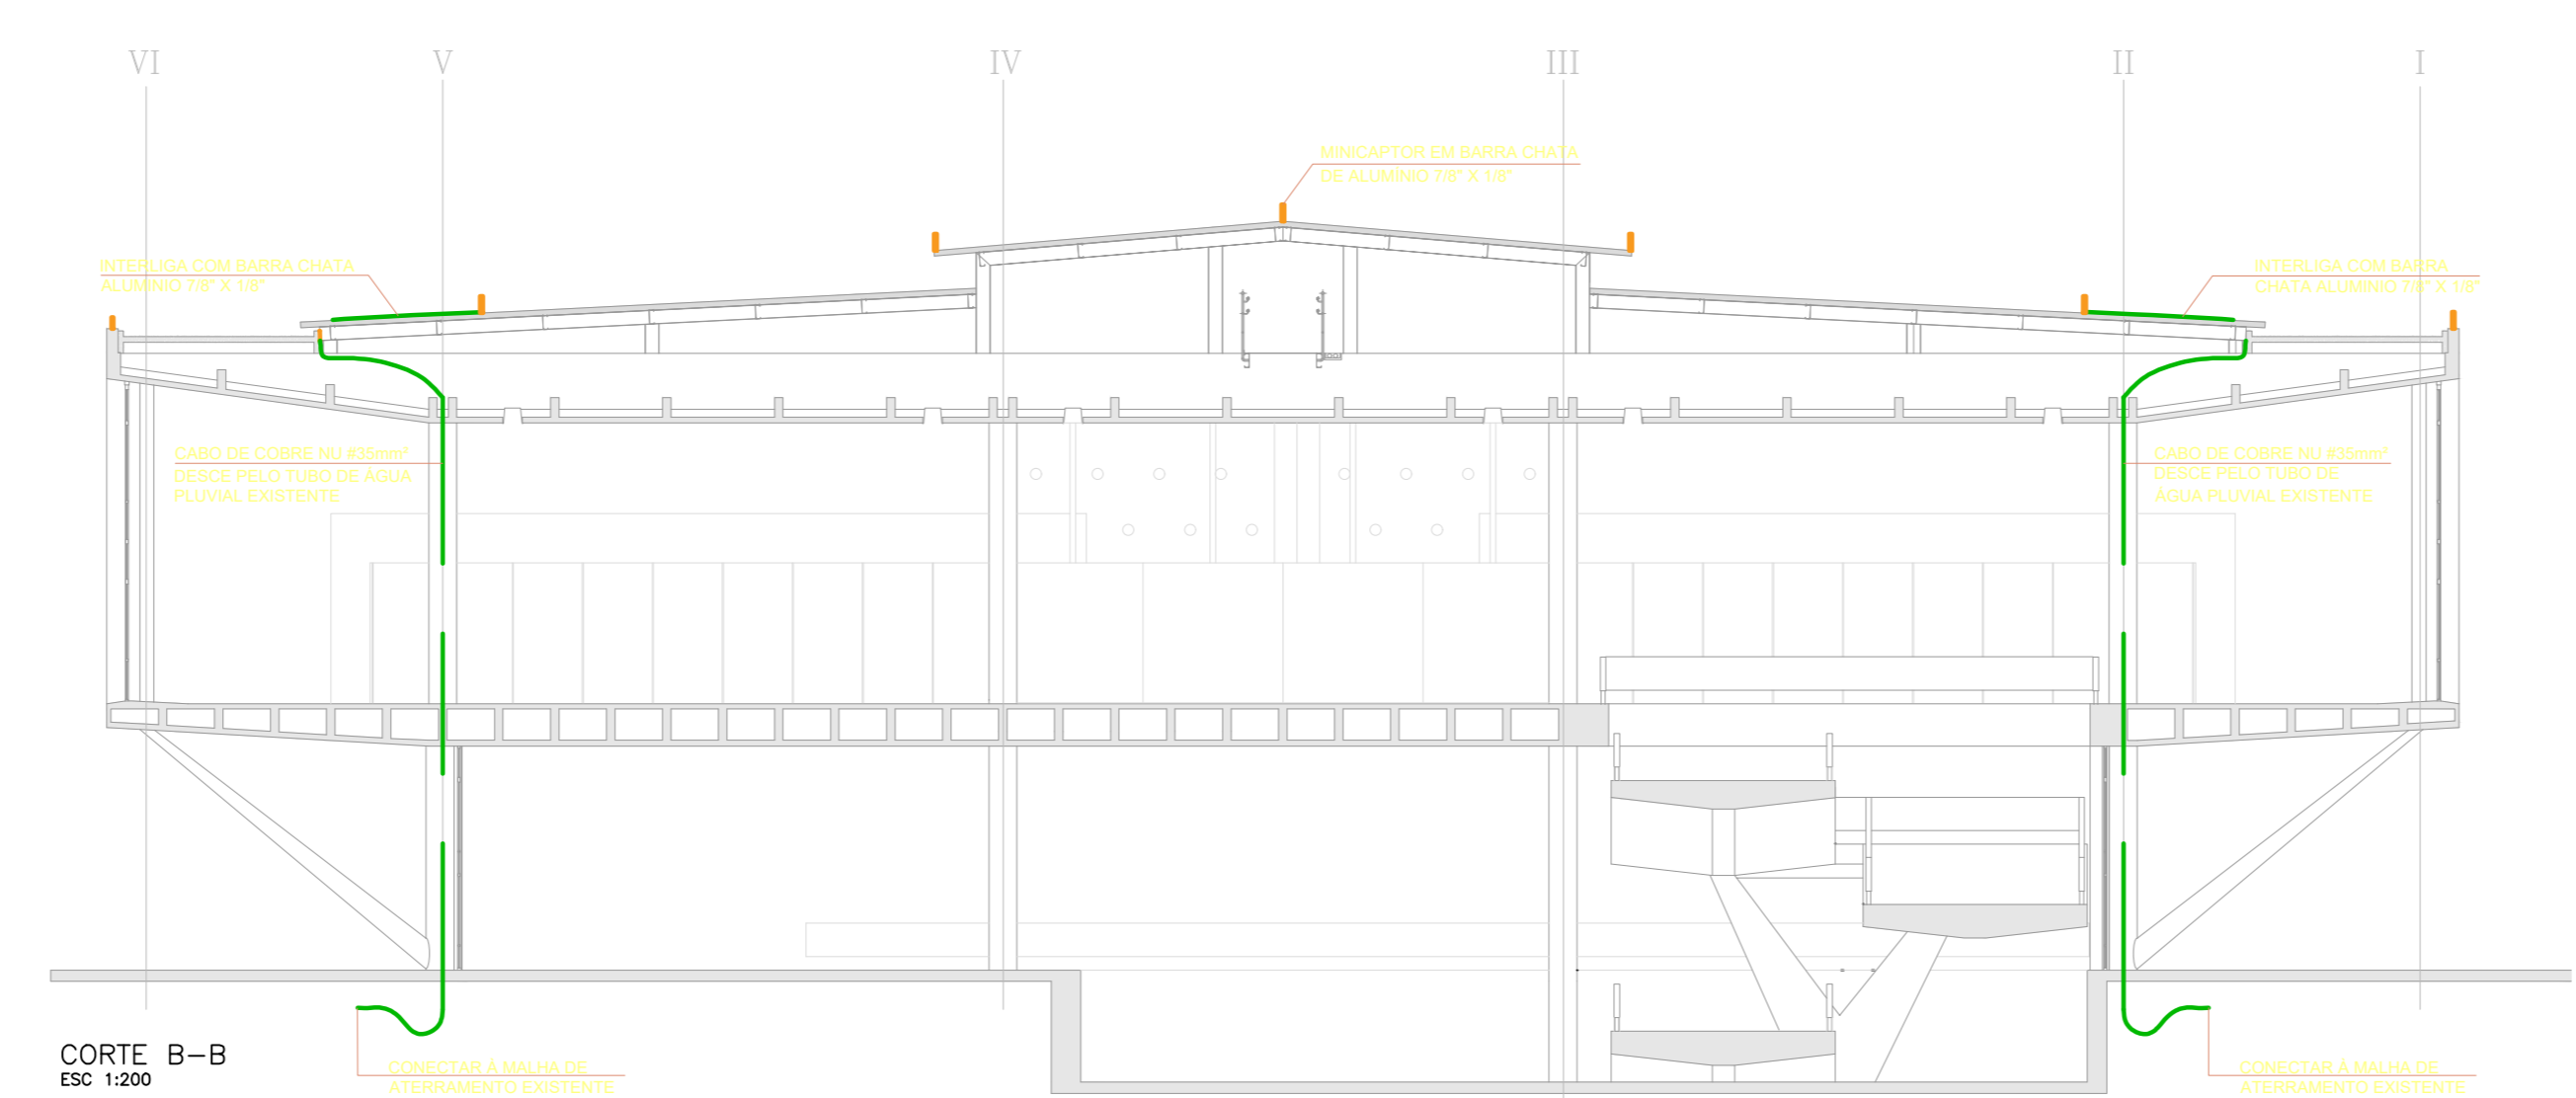 VI
V
IV
III
II
I
MINICAPTOR EM BARRA CHATA
DE ALUMÍNIO 7/8" X 1/8"
INTERLIGA COM BARRA CHATA
ALUMINIO 7/8" X 1/8"
INTERLIGA COM BARRA
CHATA ALUMINIO 7/8" X 1/8"
CABO DE COBRE NU #35mm²
DESCE PELO TUBO DE ÁGUA
PLUVIAL EXISTENTE
CABO DE COBRE NU #35mm²
DESCE PELO TUBO DE
ÁGUA PLUVIAL EXISTENTE
CORTE B-B
ESC 1:200
CONECTAR À MALHA DE
ATERRAMENTO EXISTENTE
CONECTAR À MALHA DE
ATERRAMENTO EXISTENTE